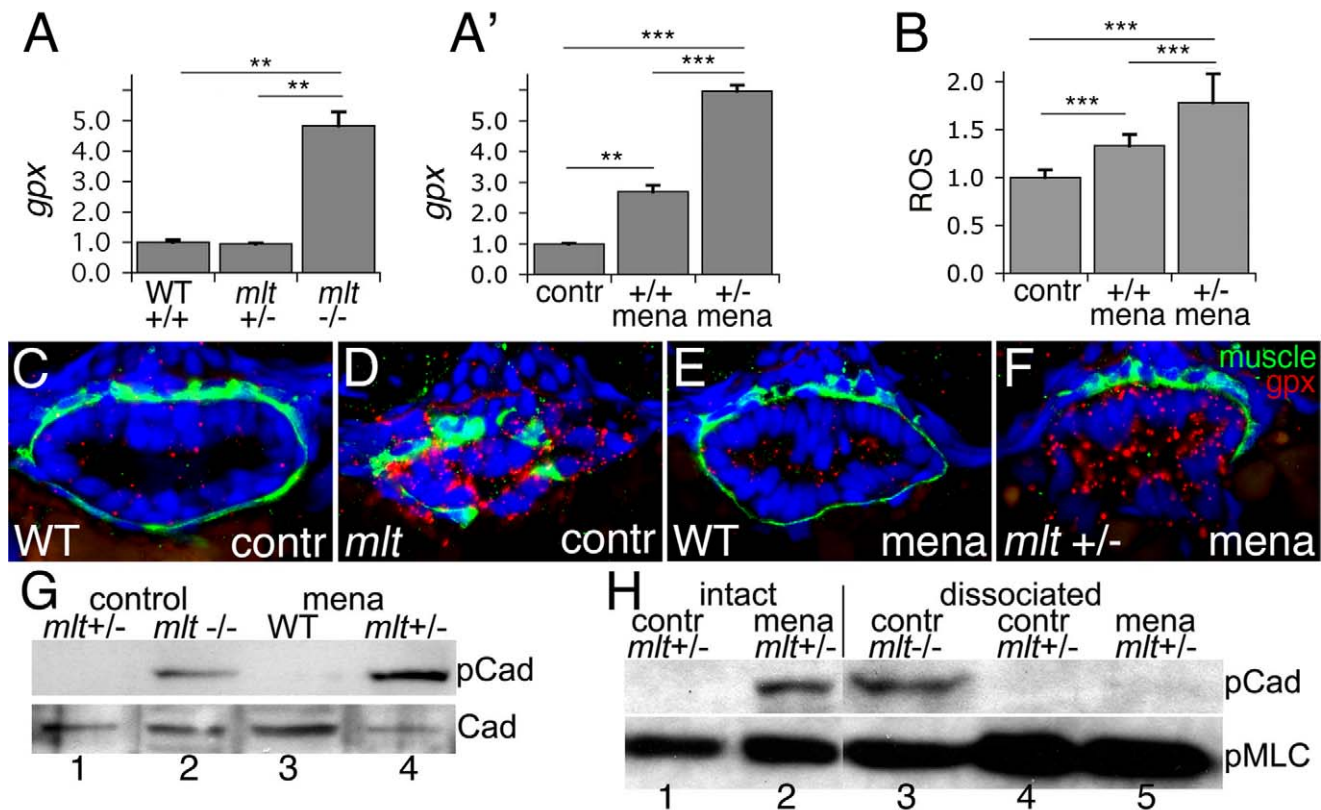 A
**
**
gpx
5.0
4.0
3.0
2.0
1.0
0.0
WT +/+
mlt +/-
mlt -/-
A'
***
***
**
gpx
5.0
4.0
3.0
2.0
1.0
0.0
contr
+/+ mena
+/- mena
B
***
***
***
ROS
2.0
1.5
1.0
0.5
0.0
contr
+/+ mena
+/- mena
C
WT contr
D
mlt contr
E
WT mena
F
muscle
gpx
mlt +/- mena
G
control mena
mlt+/- mlt -/- WT mlt+/-
pCad
Cad
1 2 3 4
H
intact dissociated
contr mena contr contr mena
mlt+/- mlt+/- mlt-/- mlt+/- mlt+/-
pCad
pMLC
1 2 3 4 5